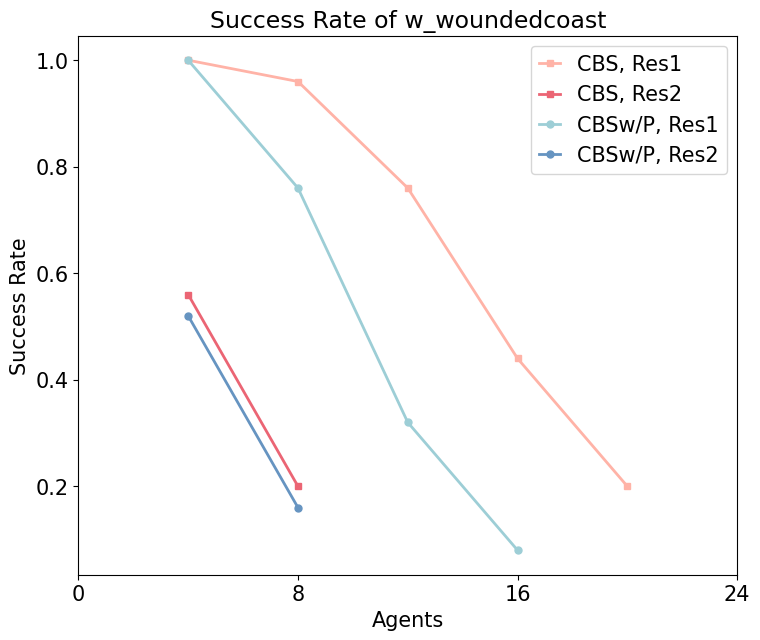 Success Rate of w_woundedcoast
CBS, Res1
CBS, Res2
CBSw/P, Res1
CBSw/P, Res2
Success Rate
1.0
0.8
0.6
0.4
0.2
0 8 16 24
Agents